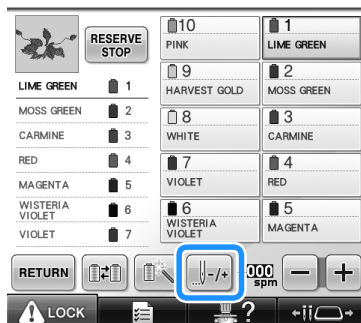 RESERVE
STOP
LIME GREEN 1
MOSS GREEN 2
CARMINE 3
RED 4
MAGENTA 5
WISTERIA
VIOLET 6
VIOLET 7
10
PINK
1
LIME GREEN
9
HARVEST GOLD
2
MOSS GREEN
8
WHITE
3
CARMINE
7
VIOLET
4
RED
6
WISTERIA
VIOLET
5
MAGENTA
RETURN
-/+
000
spm
- +
LOCK
?